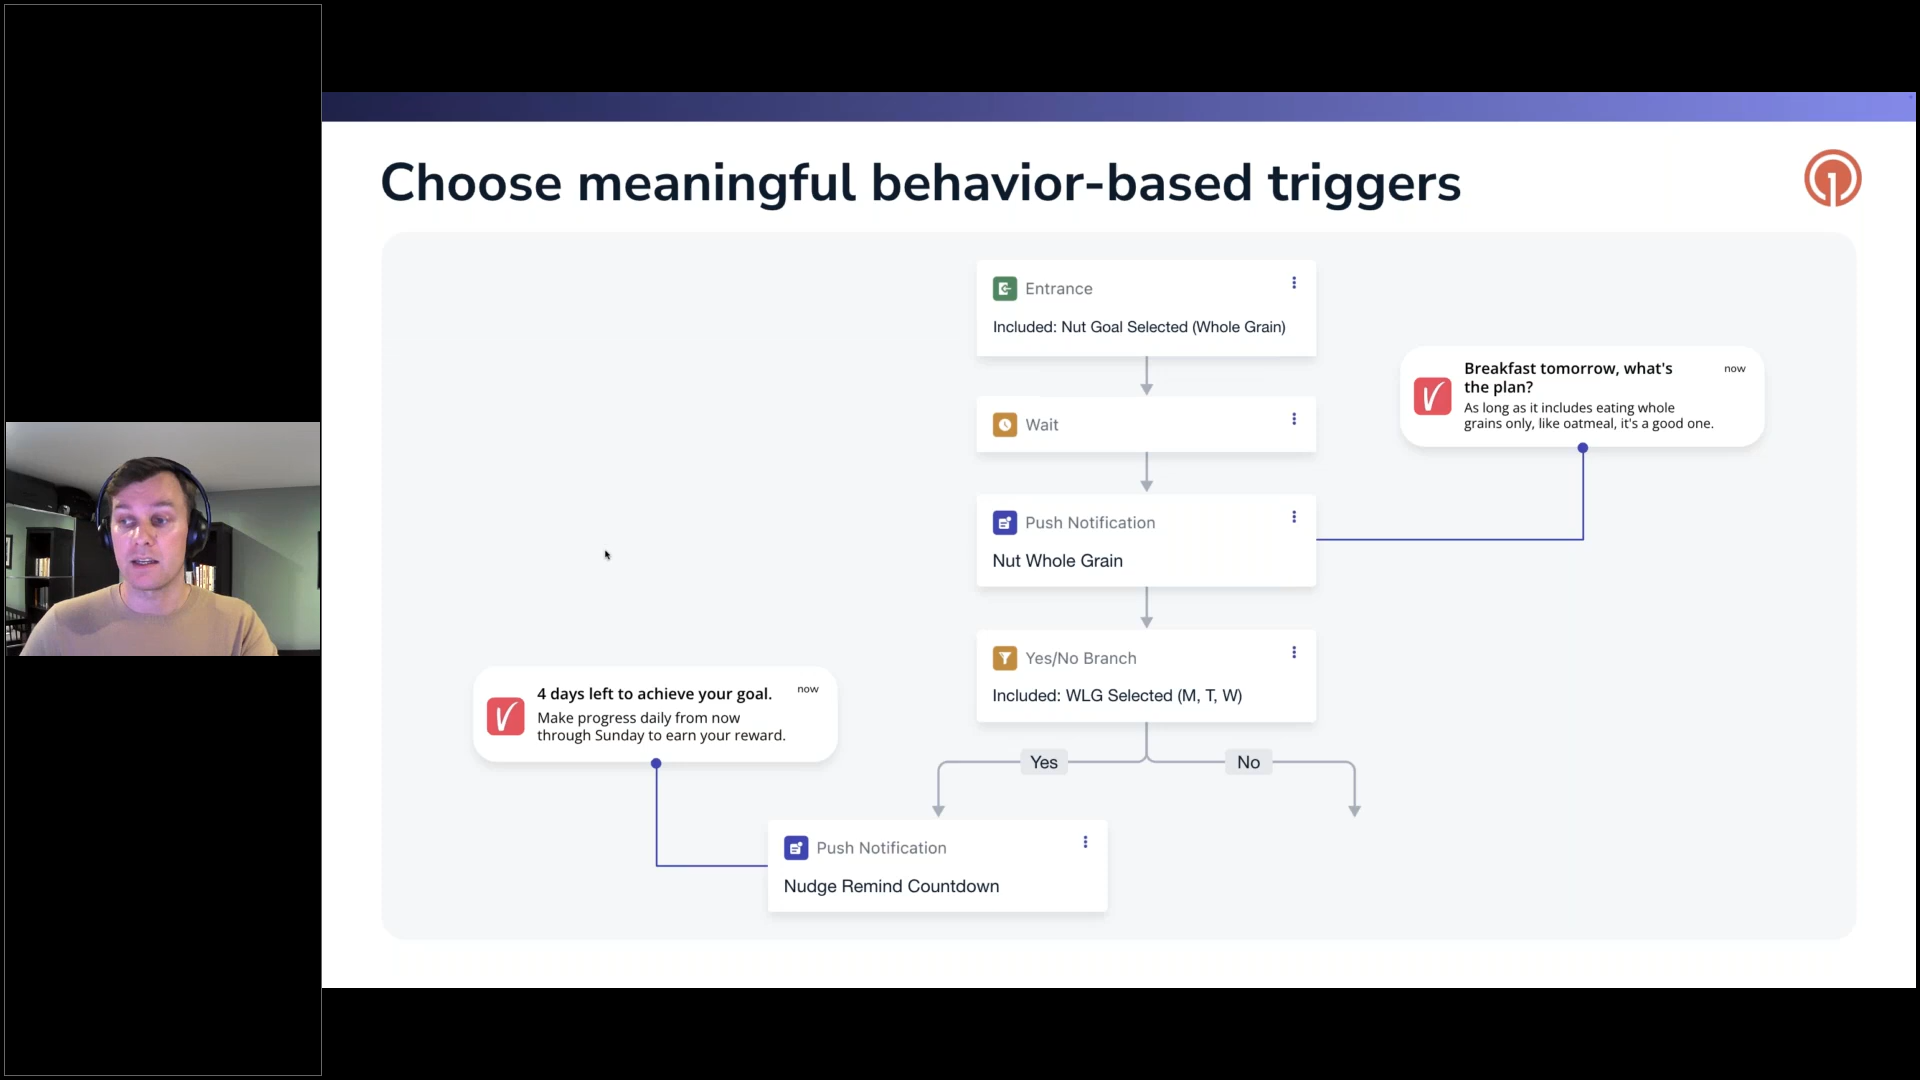 Choose meaningful behavior-based triggers
Entrance
Included: Nut Goal Selected (Whole Grain)
Wait
Breakfast tomorrow, what's
the plan?
now
As long as it includes eating whole
grains only, like oatmeal, it's a good one.
Push Notification
Nut Whole Grain
Yes/No Branch
Included: WLG Selected (M, T, W)
4 days left to achieve your goal.
now
Make progress daily from now
through Sunday to earn your reward.
Yes
No
Push Notification
Nudge Remind Countdown